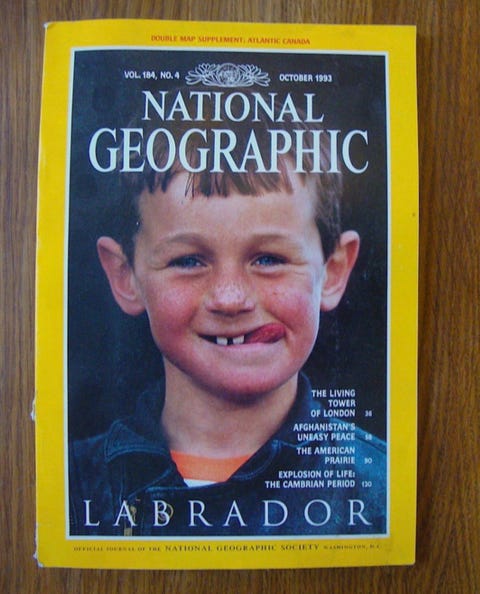 DOUBLE MAP SUPPLEMENT: ATLANTIC CANADA
VOL. 184, NO. 4 OCTOBER 1993
NATIONAL
GEOGRAPHIC
THE LIVING
TOWER
OF LONDON 36
AFGHANISTAN'S
UNEASY PEACE 58
THE AMERICAN
PRAIRIE 90
EXPLOSION OF LIFE:
THE CAMBRIAN PERIOD 120
LABRADOR
OFFICIAL JOURNAL OF THE NATIONAL GEOGRAPHIC SOCIETY WASHINGTON, D.C.